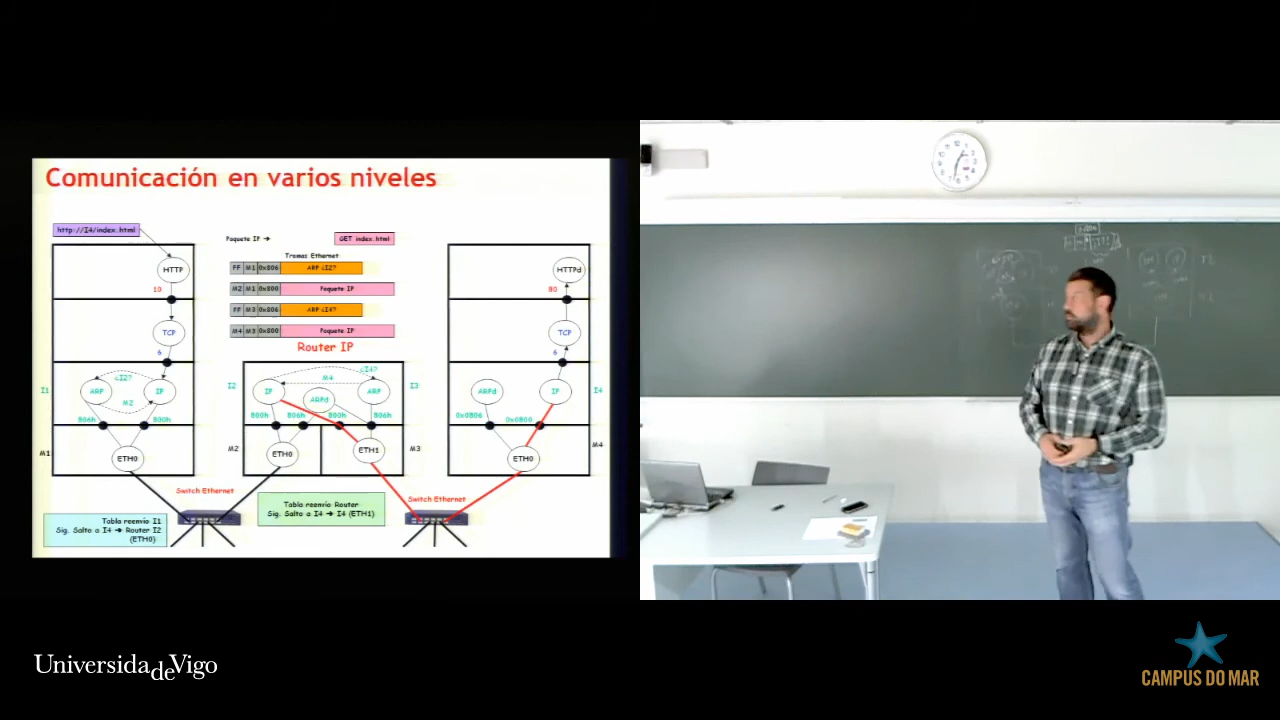 Comunicación en varios niveles
http://I4/index.html
Paquete IP →
GET index.html
Tramas Ethernet
FF M1 0x806 ARP ¿I2?
M2 M1 0x800 Paquete IP
FF M3 0x806 ARP ¿I4?
M4 M3 0x800 Paquete IP
Router IP
HTTP
10
TCP
6
I1
¿I2?
ARP
IP
M2
806h
800h
M1
ETH0
I2
¿I4?
M4
IP
ARPd
ARP
I3
800h
806h
800h
806h
M2
ETH0
ETH1
M3
HTTPd
80
TCP
6
ARPd
IP
I4
0x0806
0x0800
ETH0
M4
Switch Ethernet
Switch Ethernet
Tabla reenvío I1
Sig. Salto a I4 → Router I2
(ETH0)
Tabla reenvío Router
Sig. Salto a I4 → I4 (ETH1)
UniversidadeVigo
CAMPUS DO MAR